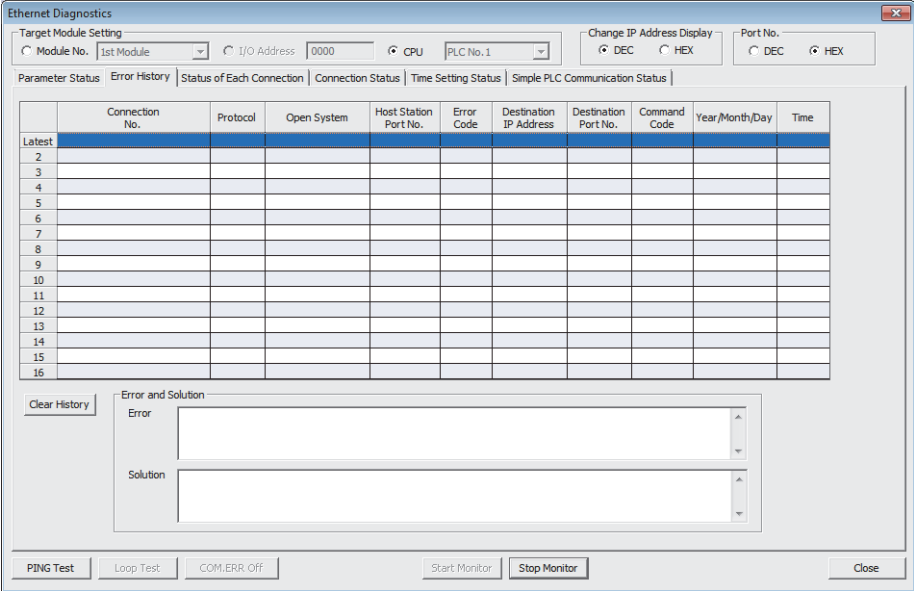 Ethernet Diagnostics
Target Module Setting
Module No. 1st Module I/O Address 0000 CPU PLC No.1
Change IP Address Display
DEC HEX
Port No.
DEC HEX
Parameter Status Error History Status of Each Connection Connection Status Time Setting Status Simple PLC Communication Status
Connection No. Protocol Open System Host Station Port No. Error Code Destination IP Address Destination Port No. Command Code Year/Month/Day Time
Latest
2
3
4
5
6
7
8
9
10
11
12
13
14
15
16
Clear History
Error and Solution
Error
Solution
PING Test Loop Test COM.ERR Off Start Monitor Stop Monitor Close